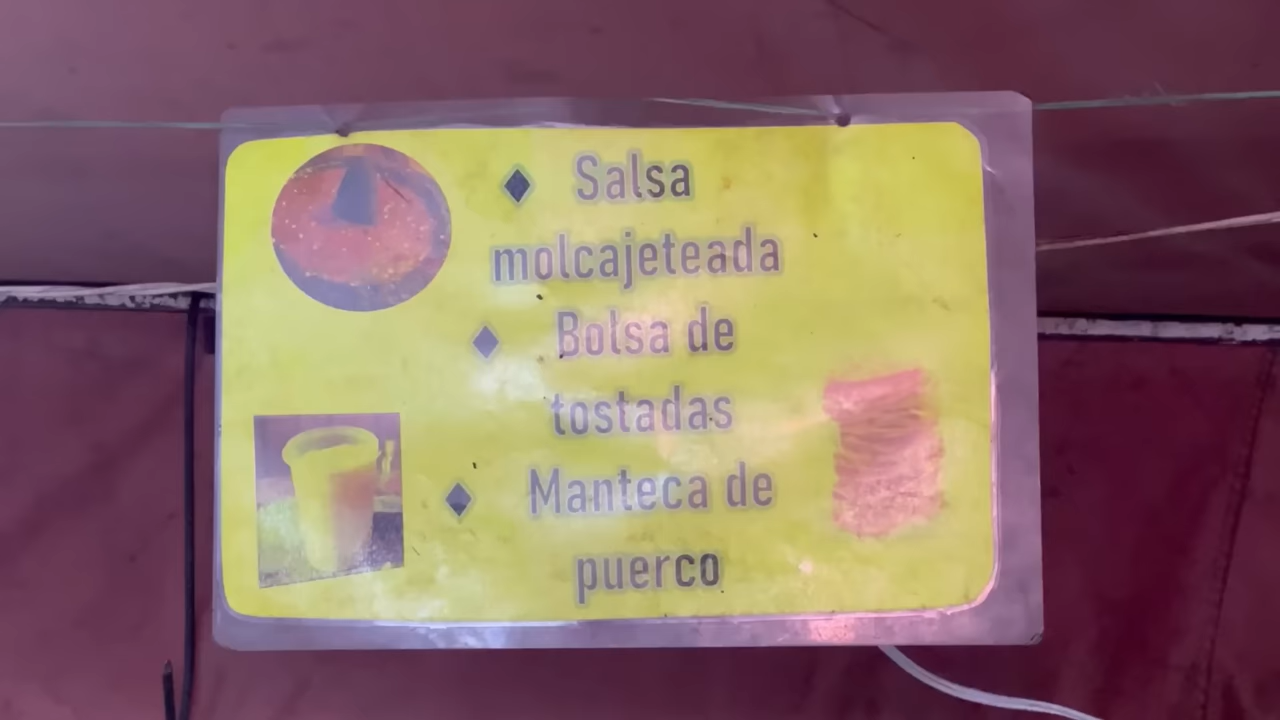 ♦ Salsa
molcajeteada
♦ Bolsa de
tostadas
♦ Manteca de
puerco